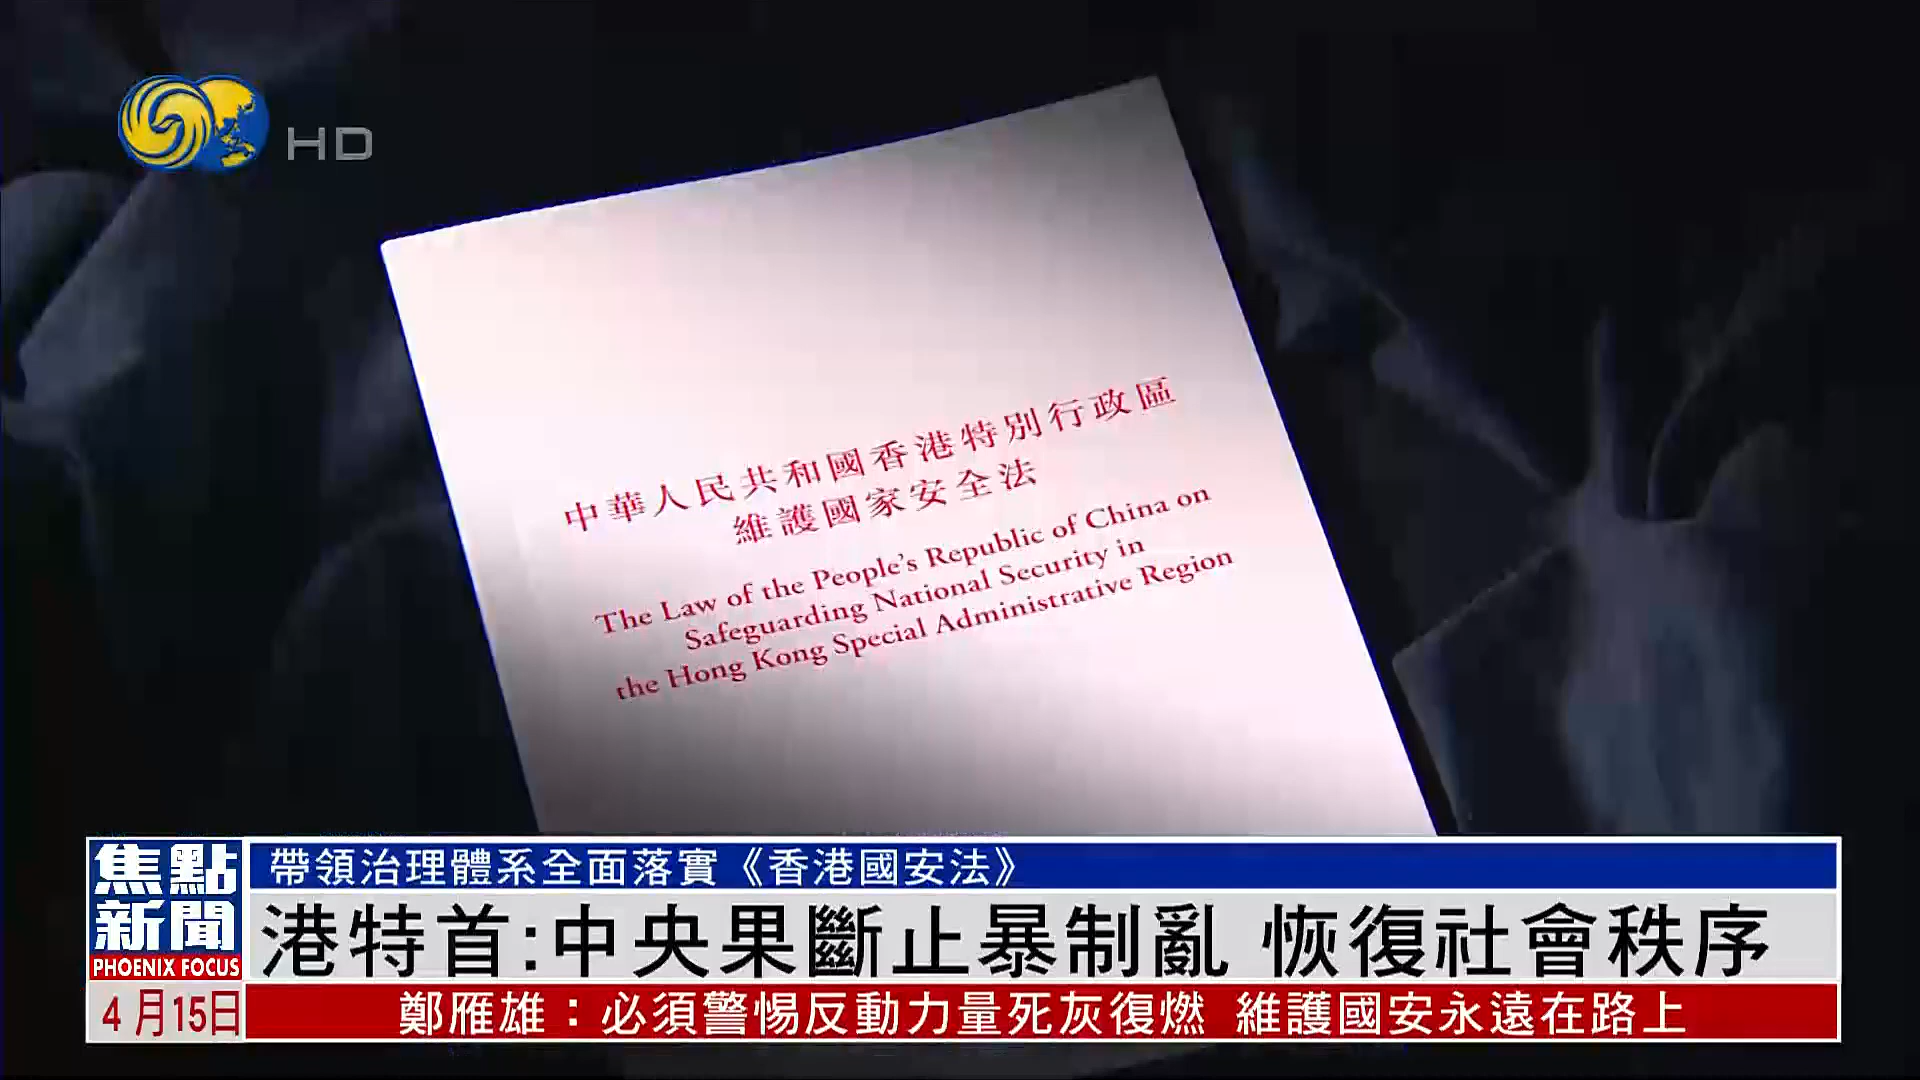 HD
中華人民共和國香港特別行政區
維護國家安全法
The Law of the People's Republic of China on
Safeguarding National Security in
the Hong Kong Special Administrative Region
焦點
新聞
PHOENIX FOCUS
4月15日
帶領治理體系全面落實《香港國安法》
港特首:中央果斷止暴制亂 恢復社會秩序
鄭雁雄：必須警惕反動力量死灰復燃 維護國安永遠在路上